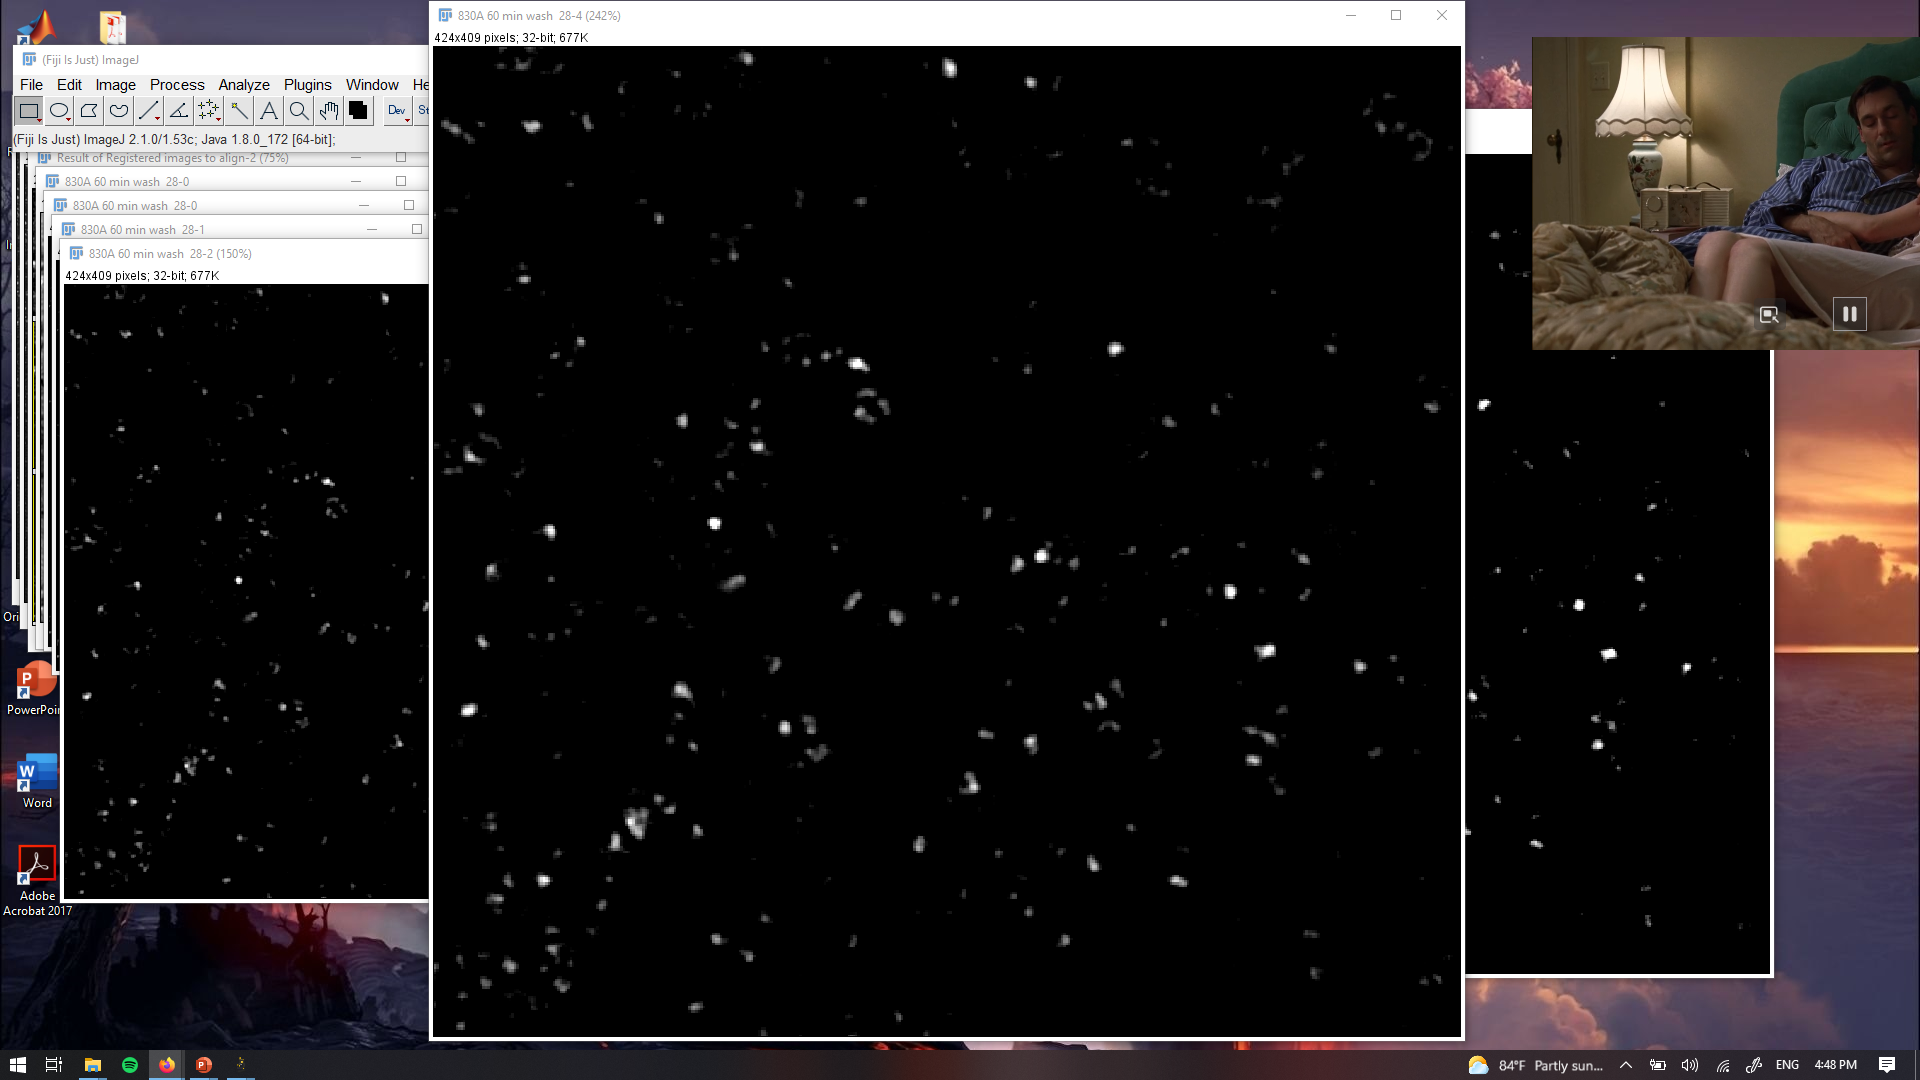 830A 60 min wash  28-4 (242%)
424x409 pixels; 32-bit; 677K
(Fiji Is Just) ImageJ
File Edit Image Process Analyze Plugins Window He
A Dev St
(Fiji Is Just) ImageJ 2.1.0/1.53c; Java 1.8.0_172 [64-bit];
Result of Registered images to align-2 (75%)
830A 60 min wash  28-0
830A 60 min wash  28-0
830A 60 min wash  28-1
830A 60 min wash  28-2 (150%)
424x409 pixels; 32-bit; 677K
Ori
PowerPoi
Word
Adobe
Acrobat 2017
84°F Partly sun... ENG 4:48 PM